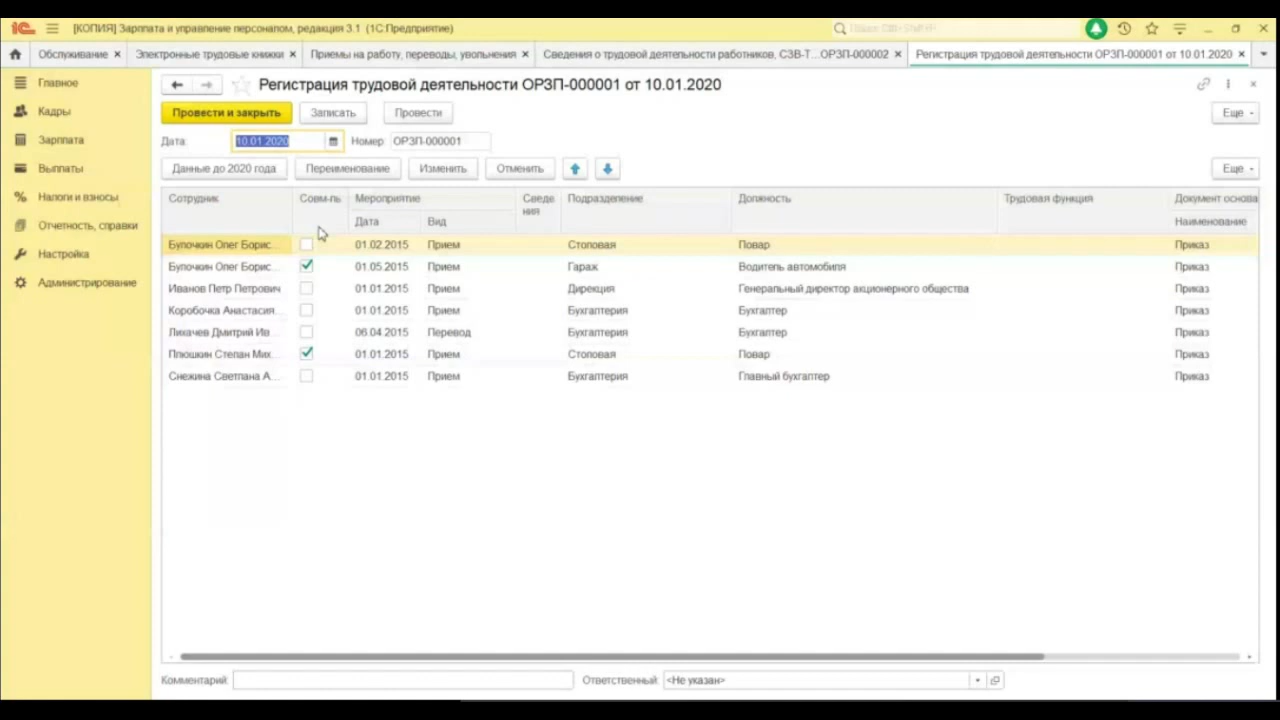 [КОПИЯ] Зарплата и управление персоналом, редакция 3.1 (1С:Предприятие)
Обслуживание × Электронные трудовые книжки × Приемы на работу, переводы, увольнения × Сведения о трудовой деятельности работников, СЗВ-Т...ОРЗП-000002 × Регистрация трудовой деятельности ОРЗП-000001 от 10.01.2020 ×
Главное
Кадры
Зарплата
Выплаты
Налоги и взносы
Отчетность, справки
Настройка
Администрирование
Регистрация трудовой деятельности ОРЗП-000001 от 10.01.2020
Провести и закрыть Записать Провести Еще
Дата: 10.01.2020 Номер: ОРЗП-000001
Данные до 2020 года Переименование Изменить Отменить Еще
Сотрудник Совм-ль Мероприятие Сведения Подразделение Должность Трудовая функция Документ основа
Дата Вид Наименование
Булочкин Олег Борис... 01.02.2015 Прием Столовая Повар Приказ
Булочкин Олег Борис... 01.05.2015 Прием Гараж Водитель автомобиля Приказ
Иванов Петр Петрович 01.01.2015 Прием Дирекция Генеральный директор акционерного общества Приказ
Коробочка Анастасия... 01.01.2015 Прием Бухгалтерия Бухгалтер Приказ
Лихачев Дмитрий Ив... 06.04.2015 Перевод Бухгалтерия Бухгалтер Приказ
Плюшкин Степан Мих... 01.01.2015 Прием Столовая Повар Приказ
Снежина Светлана А... 01.01.2015 Прием Бухгалтерия Главный бухгалтер Приказ
Комментарий: Ответственный: <Не указан>